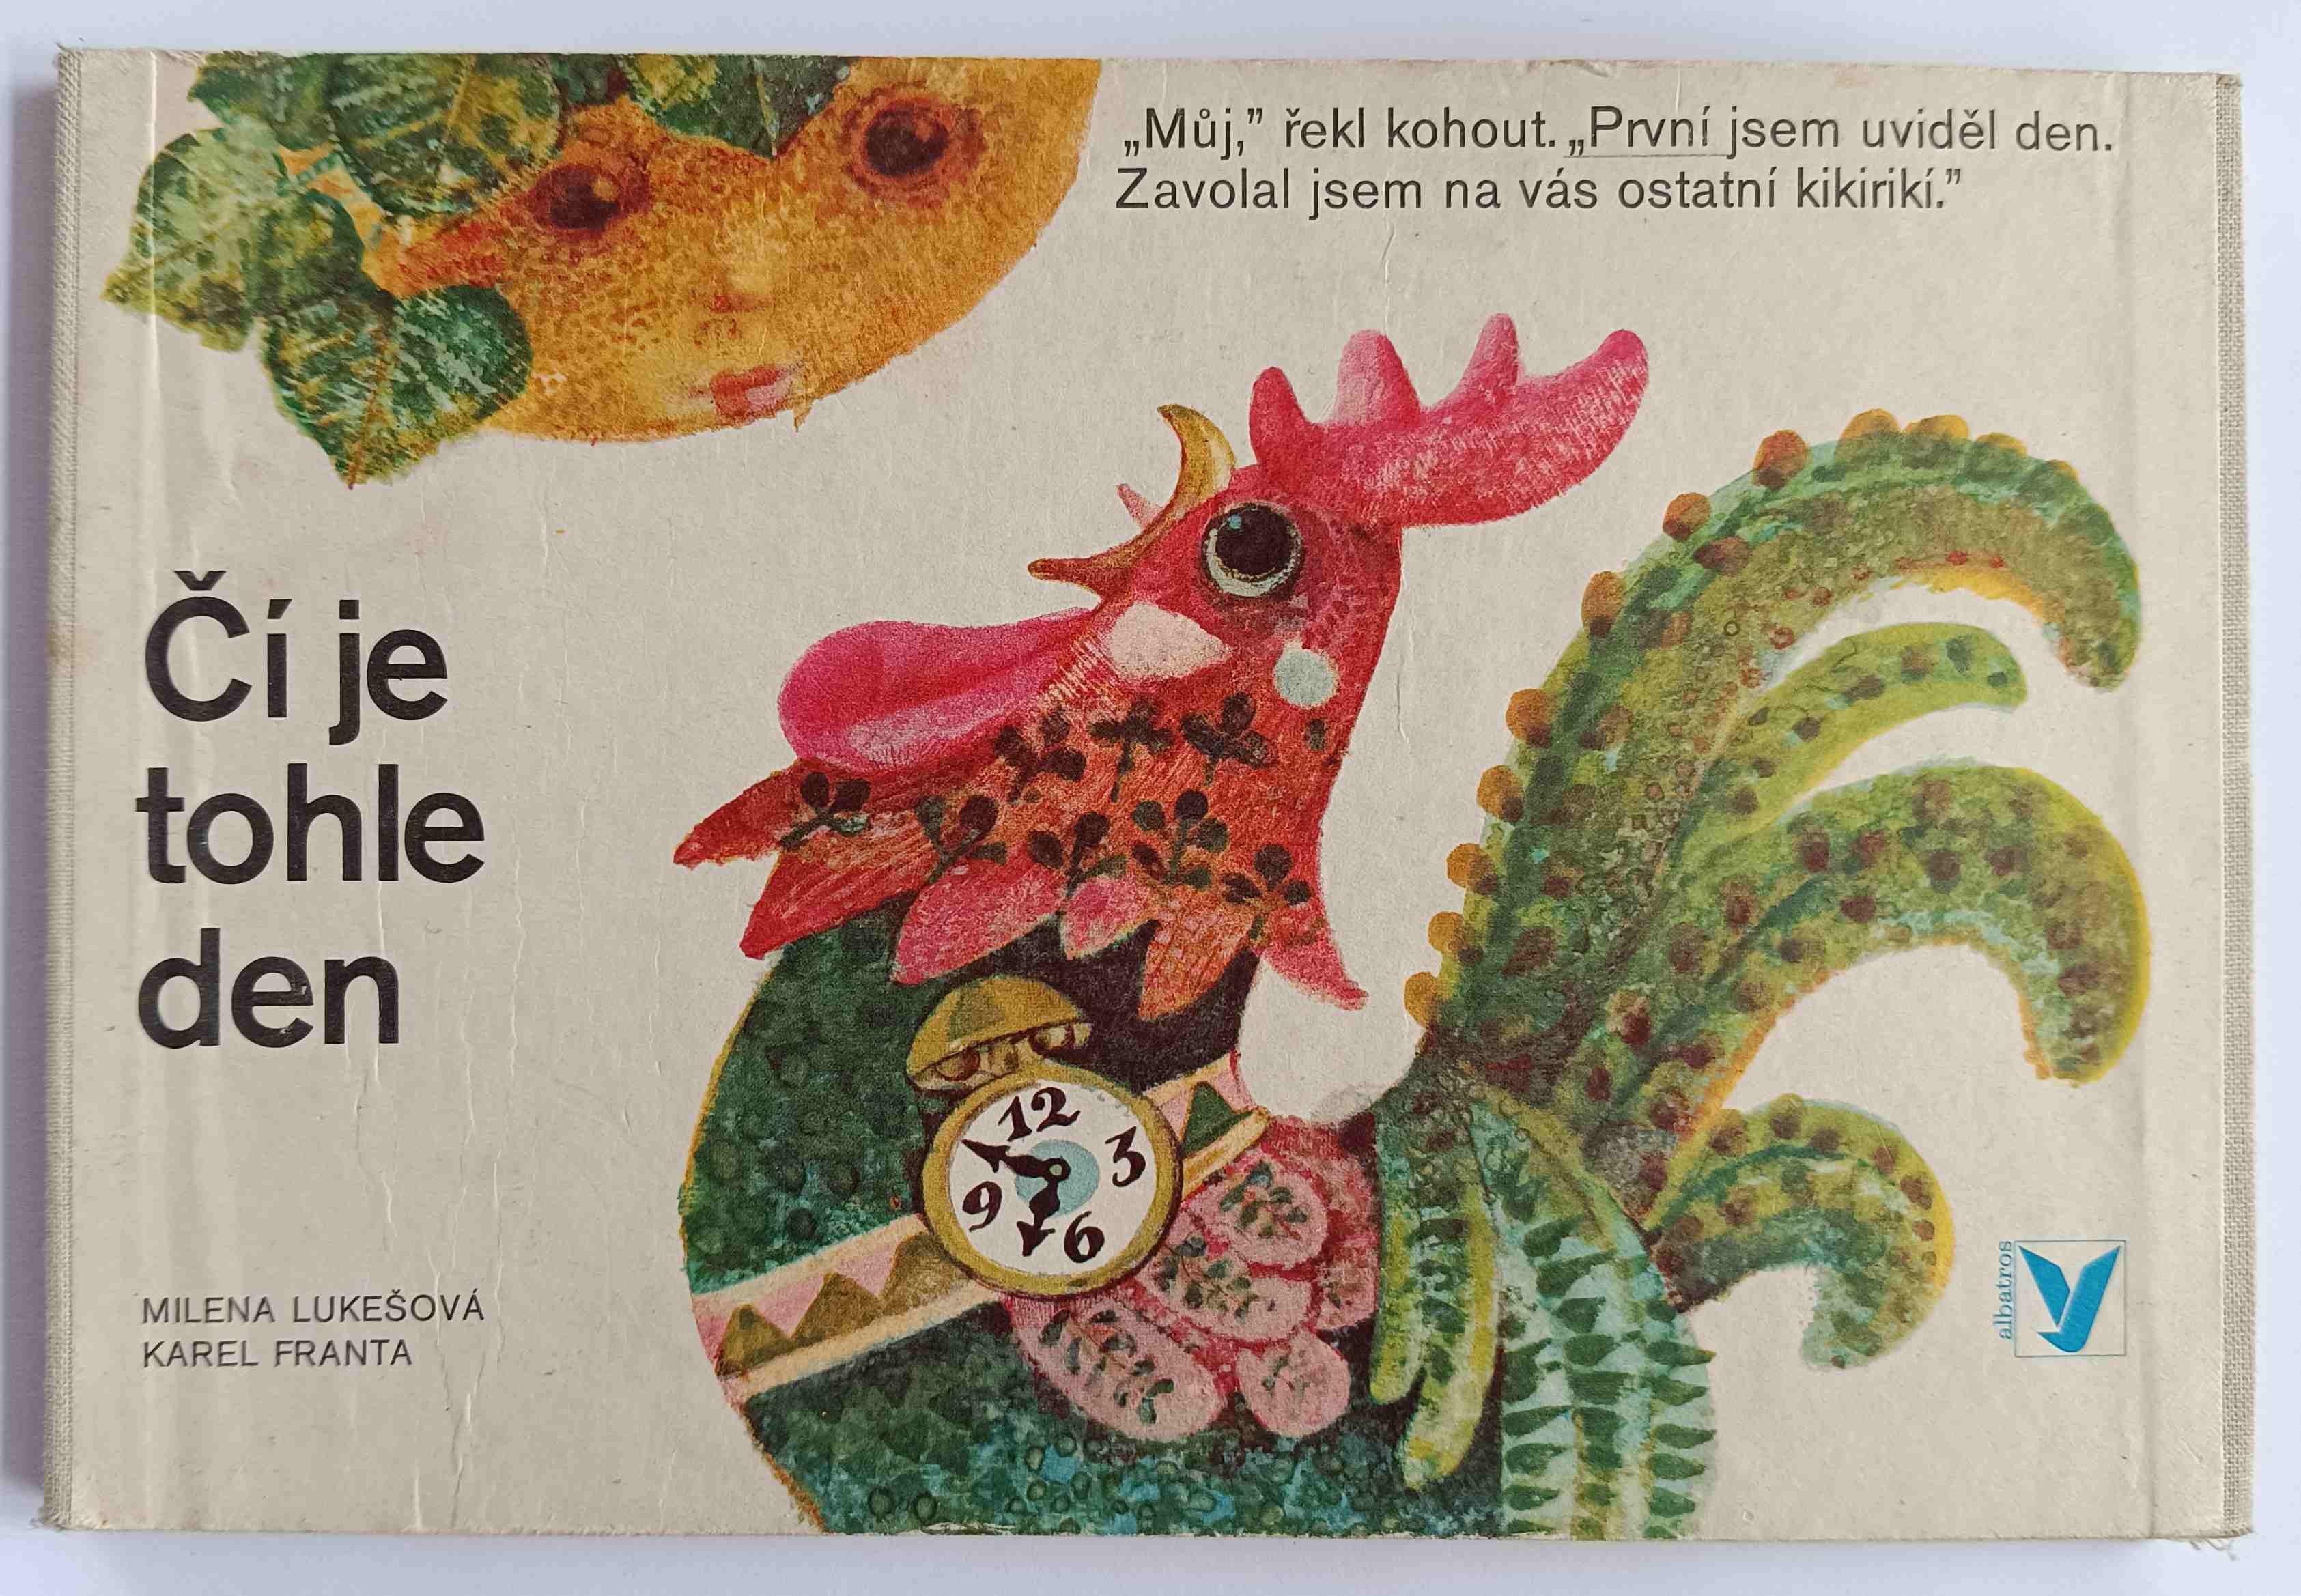 „Můj,” řekl kohout. „První jsem uviděl den.
Zavolal jsem na vás ostatní kikirikí.”
Čí je
tohle
den
12
3
9
6
MILENA LUKEŠOVÁ
KAREL FRANTA
albatros